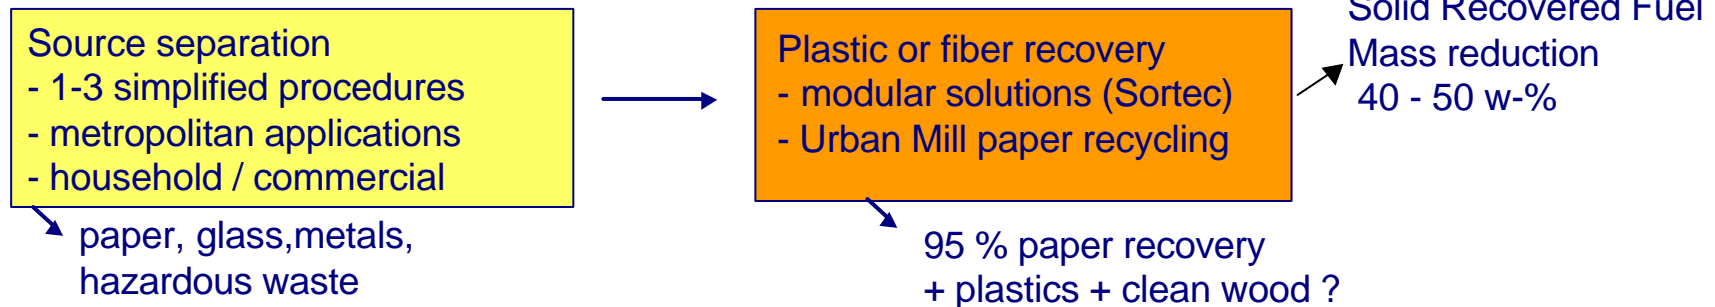 Source separation
- 1-3 simplified procedures
- metropolitan applications
- household / commercial
paper, glass,metals,
hazardous waste
Plastic or fiber recovery
- modular solutions (Sortec)
- Urban Mill paper recycling
95 % paper recovery
+ plastics + clean wood ?
Solid Recovered Fuel
Mass reduction
40 - 50 w-%